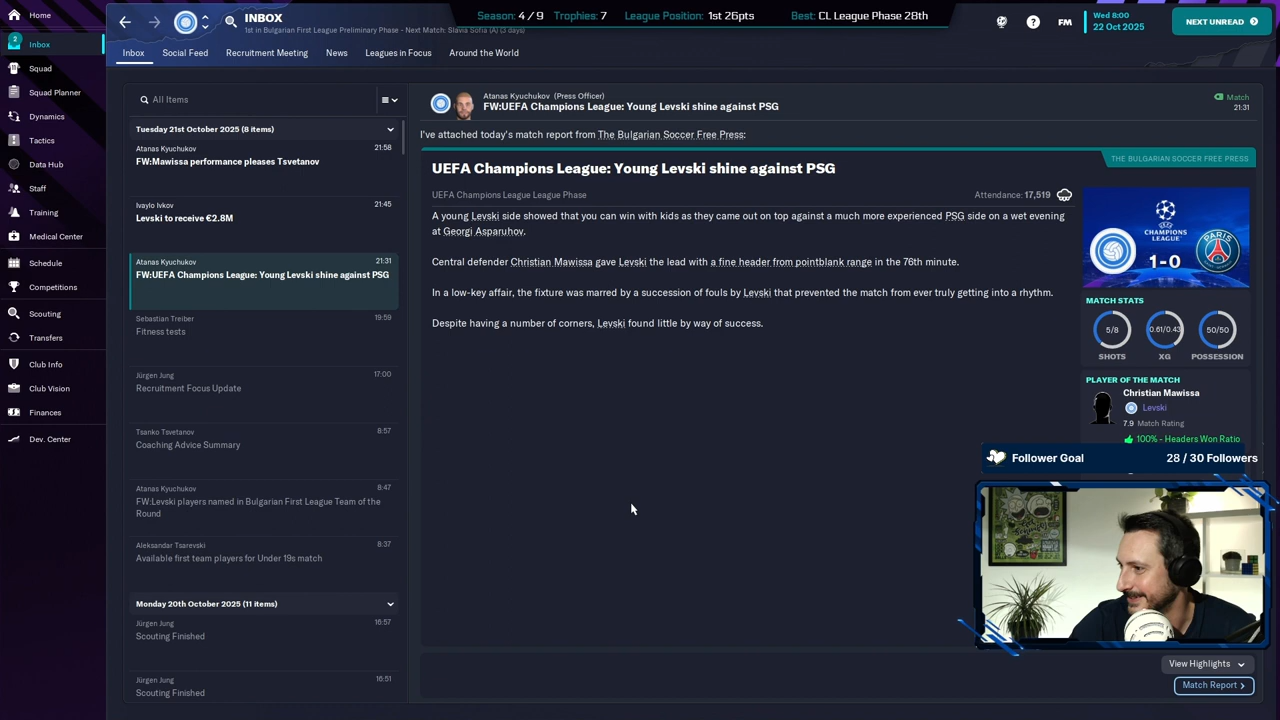 Season: 4 / 9 Trophies: 7 League Position: 1st 26pts Best: CL League Phase 28th
INBOX
1st in Bulgarian First League Preliminary Phase - Next Match: Slavia Sofia (A) (3 days)
FM
Wed 8:00
22 Oct 2025
NEXT UNREAD
Home
2
Inbox
Squad
Squad Planner
Dynamics
Tactics
Data Hub
Staff
Training
Medical Center
Schedule
Competitions
Scouting
Transfers
Club Info
Club Vision
Finances
Dev. Center
Inbox Social Feed Recruitment Meeting News Leagues in Focus Around the World
All Items
Tuesday 21st October 2025 (8 items)
Atanas Kyuchukov 21:58
FW:Mawissa performance pleases Tsvetanov
Ivaylo Ivkov 21:45
Levski to receive €2.8M
Atanas Kyuchukov 21:31
FW:UEFA Champions League: Young Levski shine against PSG
Sebastian Treiber 19:59
Fitness tests
Jürgen Jung 17:00
Recruitment Focus Update
Tsanko Tsvetanov 8:57
Coaching Advice Summary
Atanas Kyuchukov 8:47
FW:Levski players named in Bulgarian First League Team of the
Round
Aleksandar Tsarevski 8:37
Available first team players for Under 19s match
Monday 20th October 2025 (11 items)
Jürgen Jung 16:57
Scouting Finished
Jürgen Jung 16:51
Scouting Finished
Atanas Kyuchukov (Press Officer)
FW:UEFA Champions League: Young Levski shine against PSG
Match
21:31
I've attached today's match report from The Bulgarian Soccer Free Press:
THE BULGARIAN SOCCER FREE PRESS
UEFA Champions League: Young Levski shine against PSG
UEFA Champions League League Phase
Attendance: 17,519
A young Levski side showed that you can win with kids as they came out on top against a much more experienced PSG side on a wet evening
at Georgi Asparuhov.
Central defender Christian Mawissa gave Levski the lead with a fine header from pointblank range in the 76th minute.
In a low-key affair, the fixture was marred by a succession of fouls by Levski that prevented the match from ever truly getting into a rhythm.
Despite having a number of corners, Levski found little by way of success.
CHAMPIONS
LEAGUE
1-0
PARIS
MATCH STATS
5/8 0.61/0.43 50/50
SHOTS XG POSSESSION
PLAYER OF THE MATCH
Christian Mawissa
Levski
7.9 Match Rating
100% - Headers Won Ratio
Follower Goal 28 / 30 Followers
View Highlights
Match Report